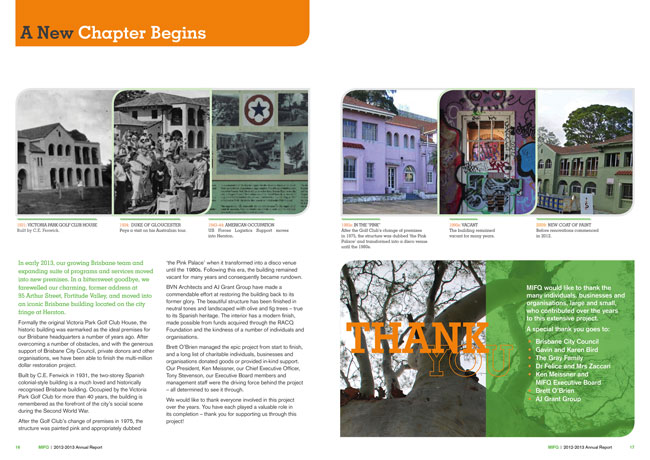 A New Chapter Begins
1931: VICTORIA PARK GOLF CLUB HOUSE
Built by C.E. Fenwick.
1934: DUKE OF GLOUCESTER
Pays a visit on his Australian tour.
1942-44: AMERICAN OCCUPATION
US Forces Logistics Support moves
into Herston.
In early 2013, our growing Brisbane team and
expanding suite of programs and services moved
into new premises. In a bittersweet goodbye, we
farewelled our charming, former address at
95 Arthur Street, Fortitude Valley, and moved into
an iconic Brisbane building located on the city
fringe at Herston.
Formally the original Victoria Park Golf Club House, the
historic building was earmarked as the ideal premises for
our Brisbane headquarters a number of years ago. After
overcoming a number of obstacles, and with the generous
support of Brisbane City Council, private donors and other
organisations, we have been able to finish the multi-million
dollar restoration project.
Built by C.E. Fenwick in 1931, the two-storey Spanish
colonial-style building is a much loved and historically
recognised Brisbane building. Occupied by the Victoria
Park Golf Club for more than 40 years, the building is
remembered as the forefront of the city's social scene
during the Second World War.
After the Golf Club's change of premises in 1975, the
structure was painted pink and appropriately dubbed
'the Pink Palace' when it transformed into a disco venue
until the 1980s. Following this era, the building remained
vacant for many years and consequently became rundown.
BVN Architects and AJ Grant Group have made a
commendable effort at restoring the building back to its
former glory. The beautiful structure has been finished in
neutral tones and landscaped with olive and fig trees – true
to its Spanish heritage. The interior has a modern finish,
made possible from funds acquired through the RACQ
Foundation and the kindness of a number of individuals and
organisations.
Brett O'Brien managed the epic project from start to finish,
and a long list of charitable individuals, businesses and
organisations donated goods or provided in-kind support.
Our President, Ken Meissner, our Chief Executive Officer,
Tony Stevenson, our Executive Board members and
management staff were the driving force behind the project
– all determined to see it through.
We would like to thank everyone involved in this project
over the years. You have each played a valuable role in
its completion – thank you for supporting us through this
project!
16 MIFQ | 2012-2013 Annual Report
IN THE 'PINK'
After the Golf Club's change of premises
in 1975, the structure was dubbed 'the Pink
Palace' and transformed into a disco venue
until the 1980s.
VACANT
The building remained
vacant for many years.
NEW COAT OF PAINT
Before renovations commenced
in 2012.
THANK
YOU
MIFQ would like to thank the
many individuals, businesses and
organisations, large and small,
who contributed over the years
to this extensive project.
A special thank you goes to:
• Brisbane City Council
• Gavin and Karen Bird
• The Gray Family
• Dr Felice and Mrs Zaccari
• Ken Meissner and
MIFQ Executive Board
• Brett O'Brien
• AJ Grant Group
MIFQ | 2012-2013 Annual Report 17